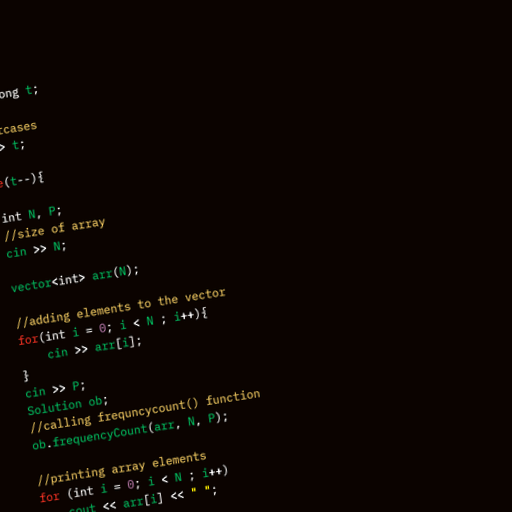 ong t;
rcases
> t;
e(t--){
int N, P;
//size of array
cin >> N;
vector<int> arr(N);
//adding elements to the vector
for(int i = 0; i < N ; i++){
cin >> arr[i];
}
cin >> P;
Solution ob;
//calling frequncycount() function
ob.frequencyCount(arr, N, P);
//printing array elements
for (int i = 0; i < N ; i++)
cout << arr[i] << " ";